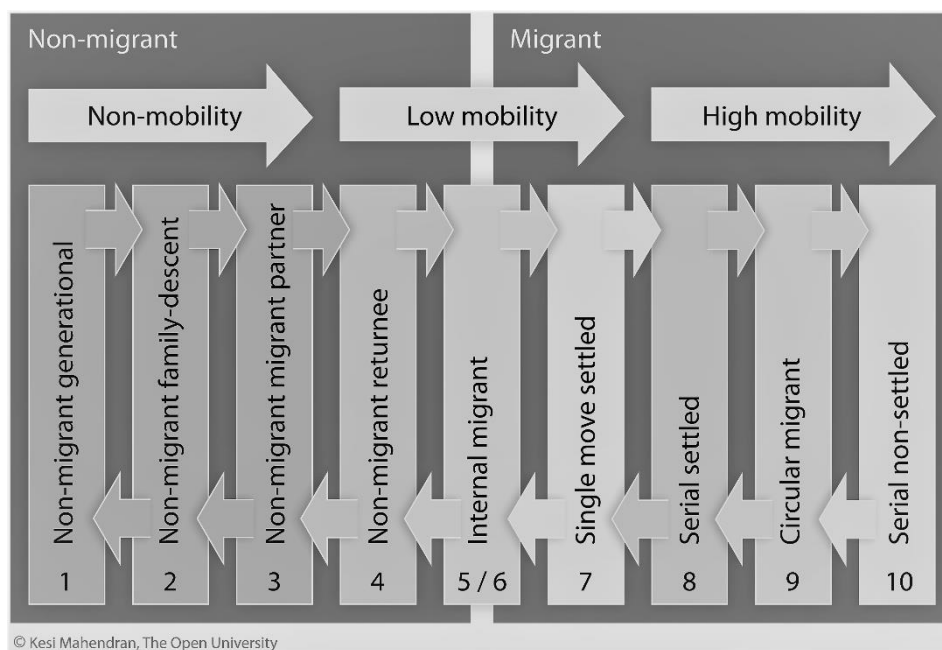 Non-migrant
Migrant
Non-mobility
Low mobility
High mobility
Non-migrant generational
Non-migrant family-descent
Non-migrant migrant partner
Non-migrant returnee
Internal migrant
Single move settled
Serial settled
Circular migrant
Serial non-settled
1
2
3
4
5 / 6
7
8
9
10
© Kesi Mahendran, The Open University